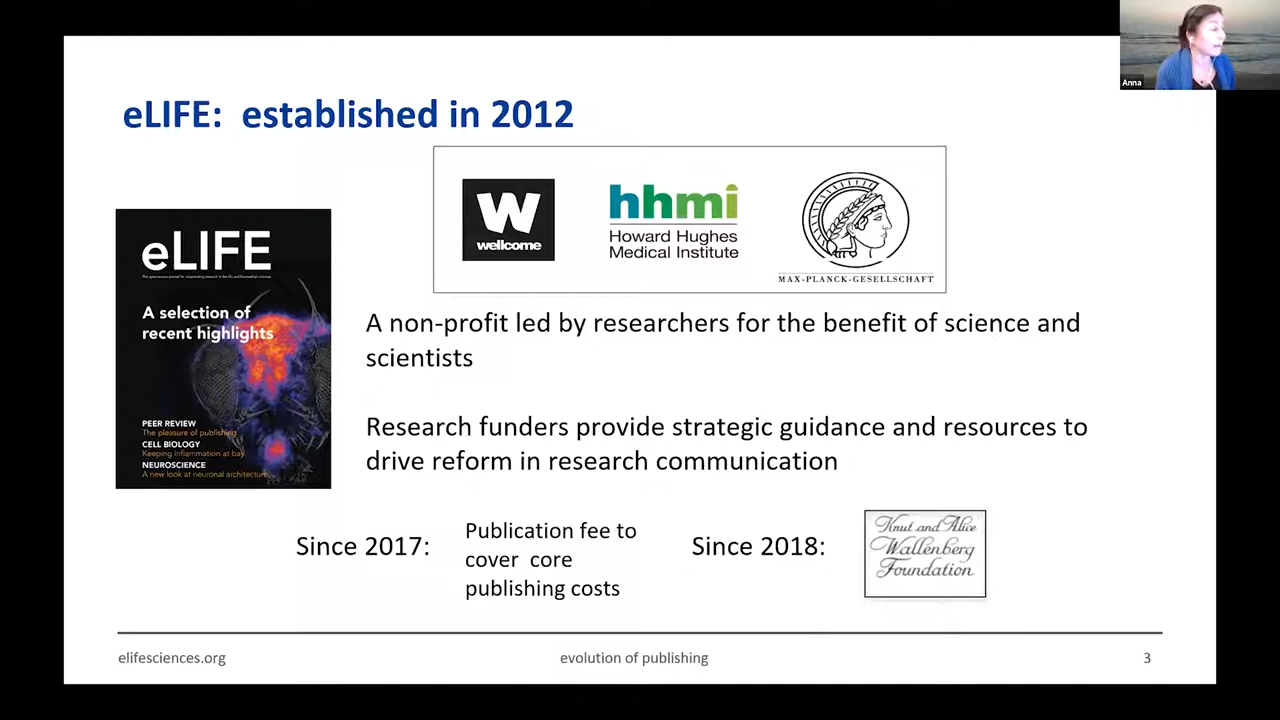 Anna
eLIFE: established in 2012
W
wellcome
hhmi
Howard Hughes
Medical Institute
MAX-PLANCK-GESELLSCHAFT
eLIFE
A selection of
recent highlights
PEER REVIEW
The pleasure of publishing
CELL BIOLOGY
Keeping inflammation at bay
NEUROSCIENCE
A new look at neuronal architecture
A non-profit led by researchers for the benefit of science and
scientists
Research funders provide strategic guidance and resources to
drive reform in research communication
Since 2017:
Publication fee to
cover core
publishing costs
Since 2018:
Knut and Alice
Wallenberg
Foundation
elifesciences.org
evolution of publishing
3